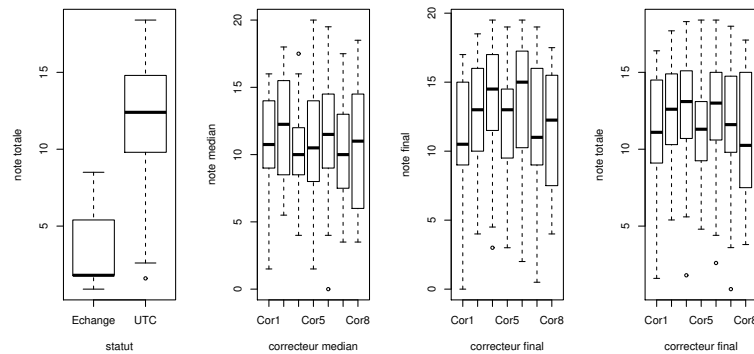 note totale
15
10
5
Echange UTC
statut
note median
20
15
10
5
0
Cor1 Cor5 Cor8
correcteur median
note final
20
15
10
5
0
Cor1 Cor5 Cor8
correcteur final
note totale
15
10
5
Cor1 Cor5 Cor8
correcteur final